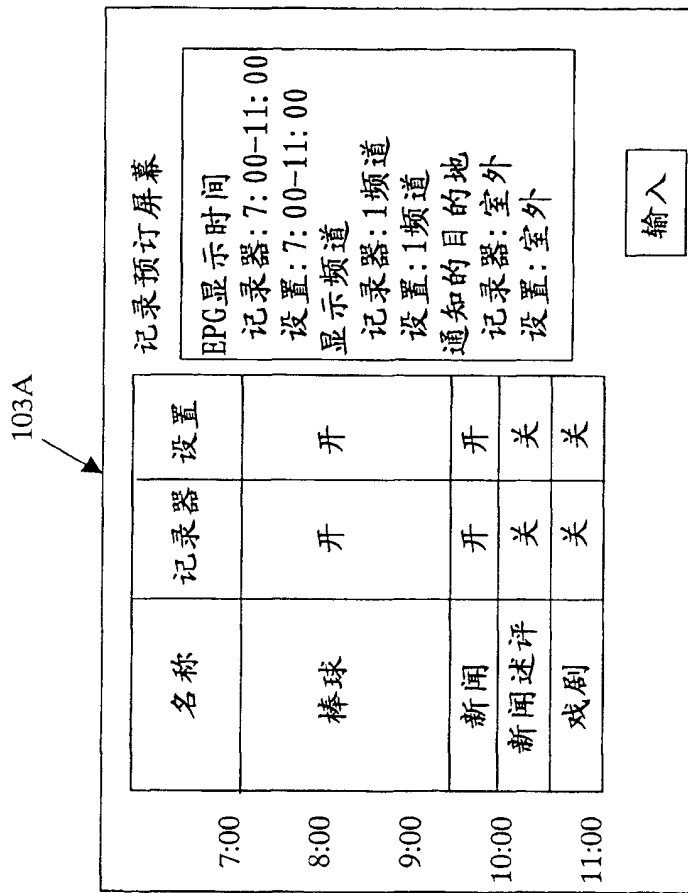 103A
记录预订屏幕
名称 记录器 设置
7:00
棒球 开 开
8:00
9:00
新闻 开 开
10:00
新闻述评 关 关
戏剧 关 关
11:00
EPG显示时间
记录器:7:00-11:00
设置:7:00-11:00
显示频道
记录器:1频道
设置:1频道
通知的目的地
记录器:室外
设置:室外
输入